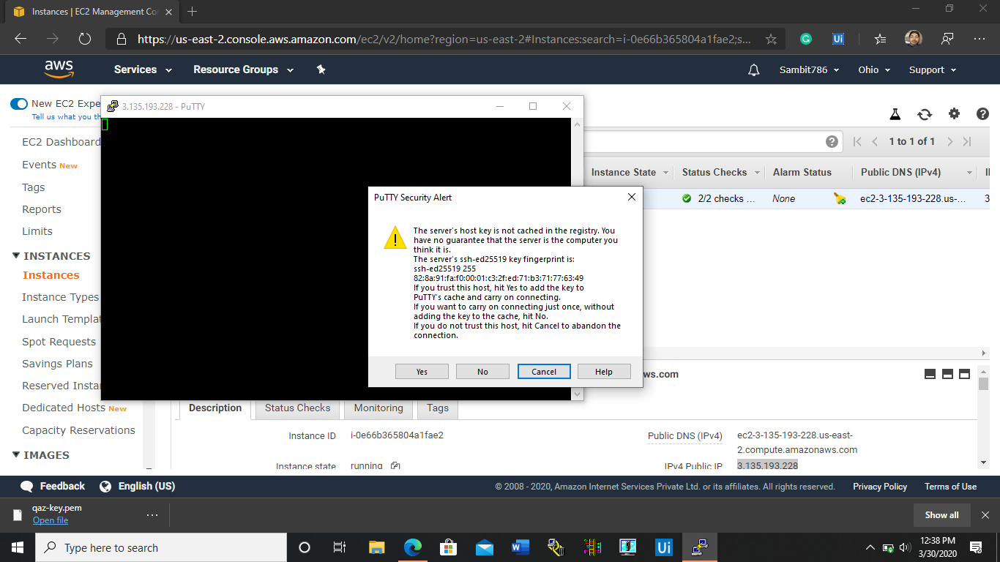 Instances | EC2 Management Co
https://us-east-2.console.aws.amazon.com/ec2/v2/home?region=us-east-2#Instances:search=i-0e66b365804a1fae2;s...
G
Ui
aws
Services
Resource Groups
Sambit786
Ohio
Support
New EC2 Expe
Tell us what you th
3.135.193.228 - PuTTY
EC2 Dashboard
Events New
Tags
Reports
Limits
INSTANCES
Instances
Instance Types
Launch Templat
Spot Requests
Savings Plans
Reserved Instan
Dedicated Hosts New
Capacity Reservations
IMAGES
1 to 1 of 1
Instance State
Status Checks
Alarm Status
Public DNS (IPv4)
2/2 checks ...
None
ec2-3-135-193-228.us-...
3
PuTTY Security Alert
The server's host key is not cached in the registry. You
have no guarantee that the server is the computer you
think it is.
The server's ssh-ed25519 key fingerprint is:
ssh-ed25519 255
82:8a:91:fa:f0:00:01:c3:2f:ed:71:b3:71:77:63:49
If you trust this host, hit Yes to add the key to
PuTTY's cache and carry on connecting.
If you want to carry on connecting just once, without
adding the key to the cache, hit No.
If you do not trust this host, hit Cancel to abandon the
connection.
Yes
No
Cancel
Help
ws.com
Description
Status Checks
Monitoring
Tags
Instance ID
i-0e66b365804a1fae2
Public DNS (IPv4)
ec2-3-135-193-228.us-east-
2.compute.amazonaws.com
Instance state
running
IPv4 Public IP
3.135.193.228
Feedback
English (US)
© 2008 - 2020, Amazon Internet Services Private Ltd. or its affiliates. All rights reserved.
Privacy Policy
Terms of Use
qaz-key.pem
Open file
Show all
Type here to search
Ui
12:38 PM
3/30/2020